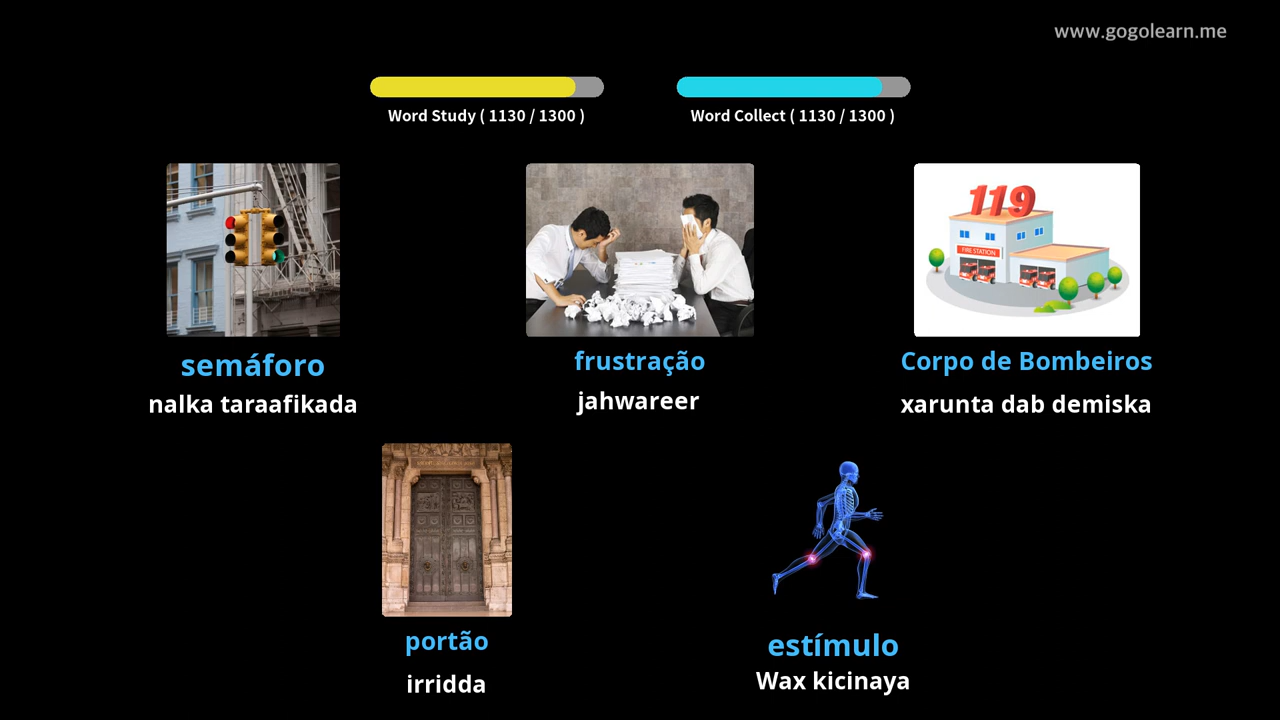 www.gogolearn.me
Word Study ( 1130 / 1300 )
Word Collect ( 1130 / 1300 )
119
FIRE STATION
semáforo
frustração
Corpo de Bombeiros
nalka taraafikada
jahwareer
xarunta dab demiska
portão
estímulo
irridda
Wax kicinaya